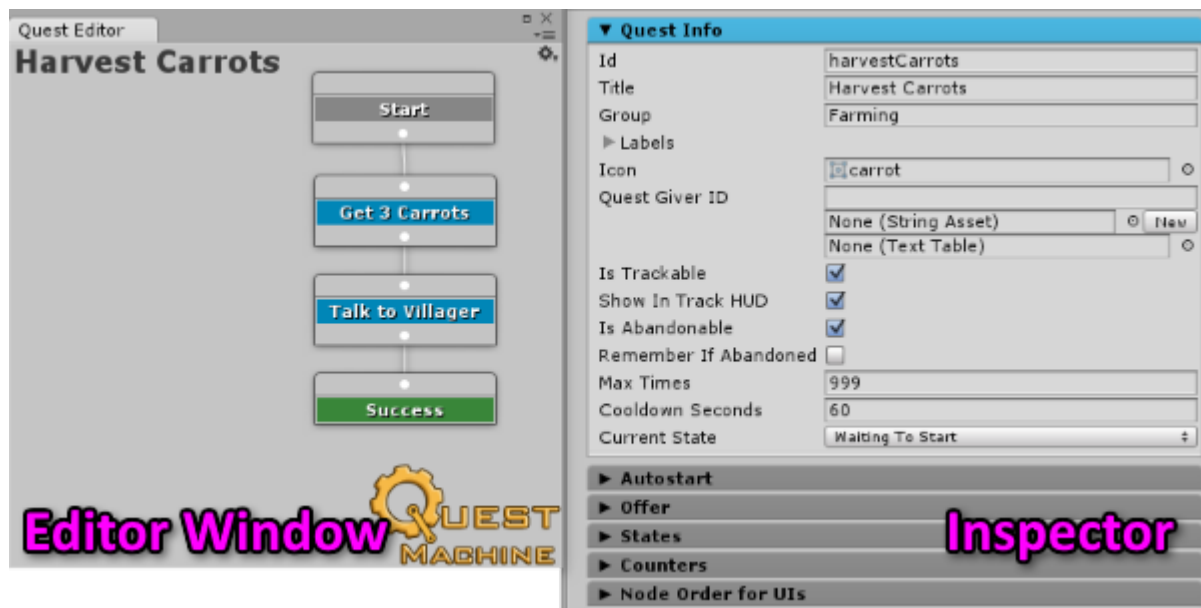 Quest Editor
Harvest Carrots
Start
Get 3 Carrots
Talk to Villager
Success
Editor Window
QUEST
MACHINE
▼ Quest Info
Id harvestCarrots
Title Harvest Carrots
Group Farming
▶ Labels
Icon carrot
Quest Giver ID
None (String Asset) New
None (Text Table)
Is Trackable
Show In Track HUD
Is Abandonable
Remember If Abandoned
Max Times 999
Cooldown Seconds 60
Current State Waiting To Start
▶ Autostart
▶ Offer
▶ States
▶ Counters
▶ Node Order for UIs
Inspector